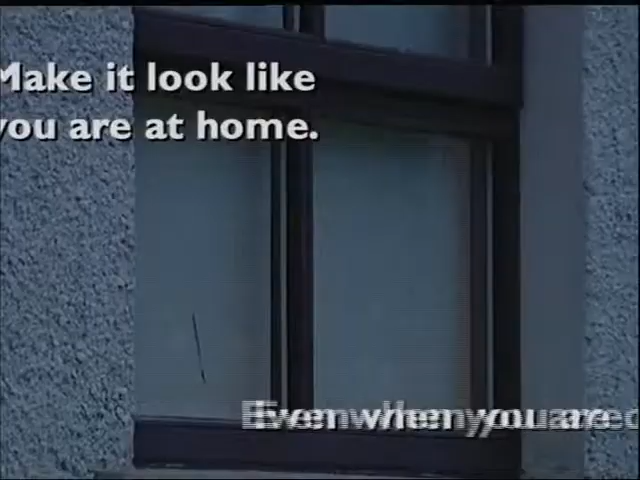 Make it look like
you are at home.
Even when you are